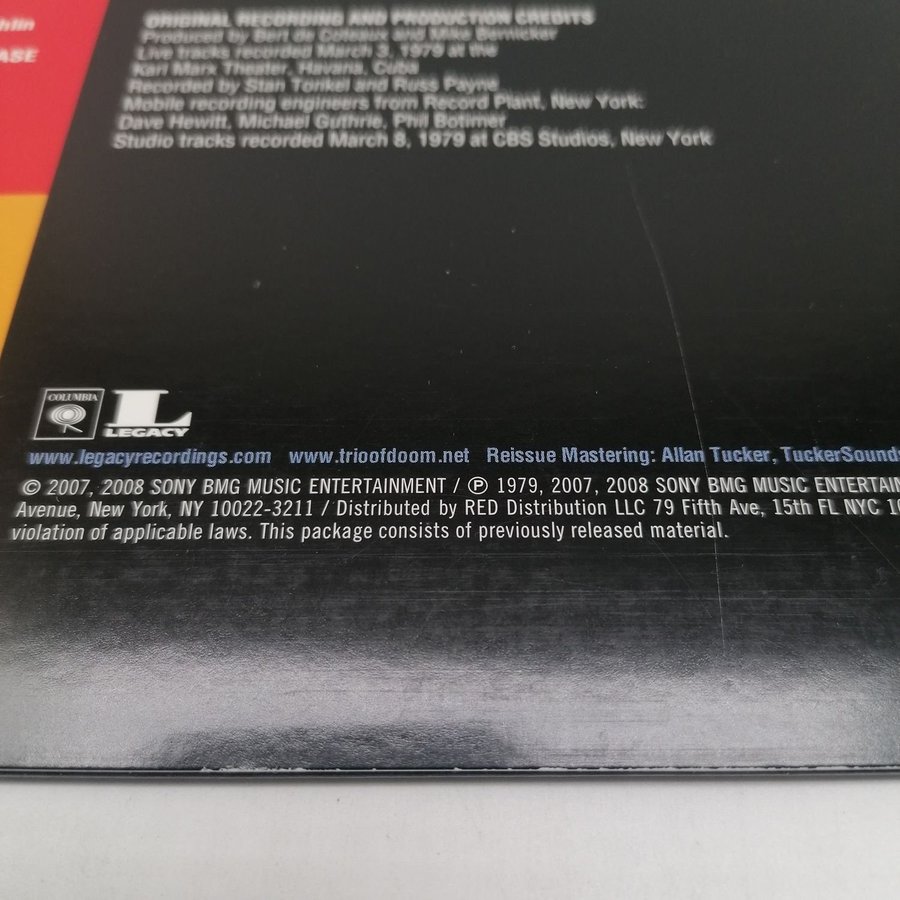 hlin
ASE
ORIGINAL RECORDING AND PRODUCTION CREDITS
Produced by Bert de Coteaux and Mike Bernicker
Live tracks recorded March 3, 1979 at the
Karl Marx Theater, Havana, Cuba
Recorded by Stan Tonkel and Russ Payne
Mobile recording engineers from Record Plant, New York:
Dave Hewitt, Michael Guthrie, Phil Botimer
Studio tracks recorded March 8, 1979 at CBS Studios, New York
COLUMBIA
L
LEGACY
www.legacyrecordings.com www.trioofdoom.net Reissue Mastering: Allan Tucker, TuckerSound
© 2007, 2008 SONY BMG MUSIC ENTERTAINMENT / ℗ 1979, 2007, 2008 SONY BMG MUSIC ENTERTAIN
Avenue, New York, NY 10022-3211 / Distributed by RED Distribution LLC 79 Fifth Ave, 15th FL NYC 10
violation of applicable laws. This package consists of previously released material.